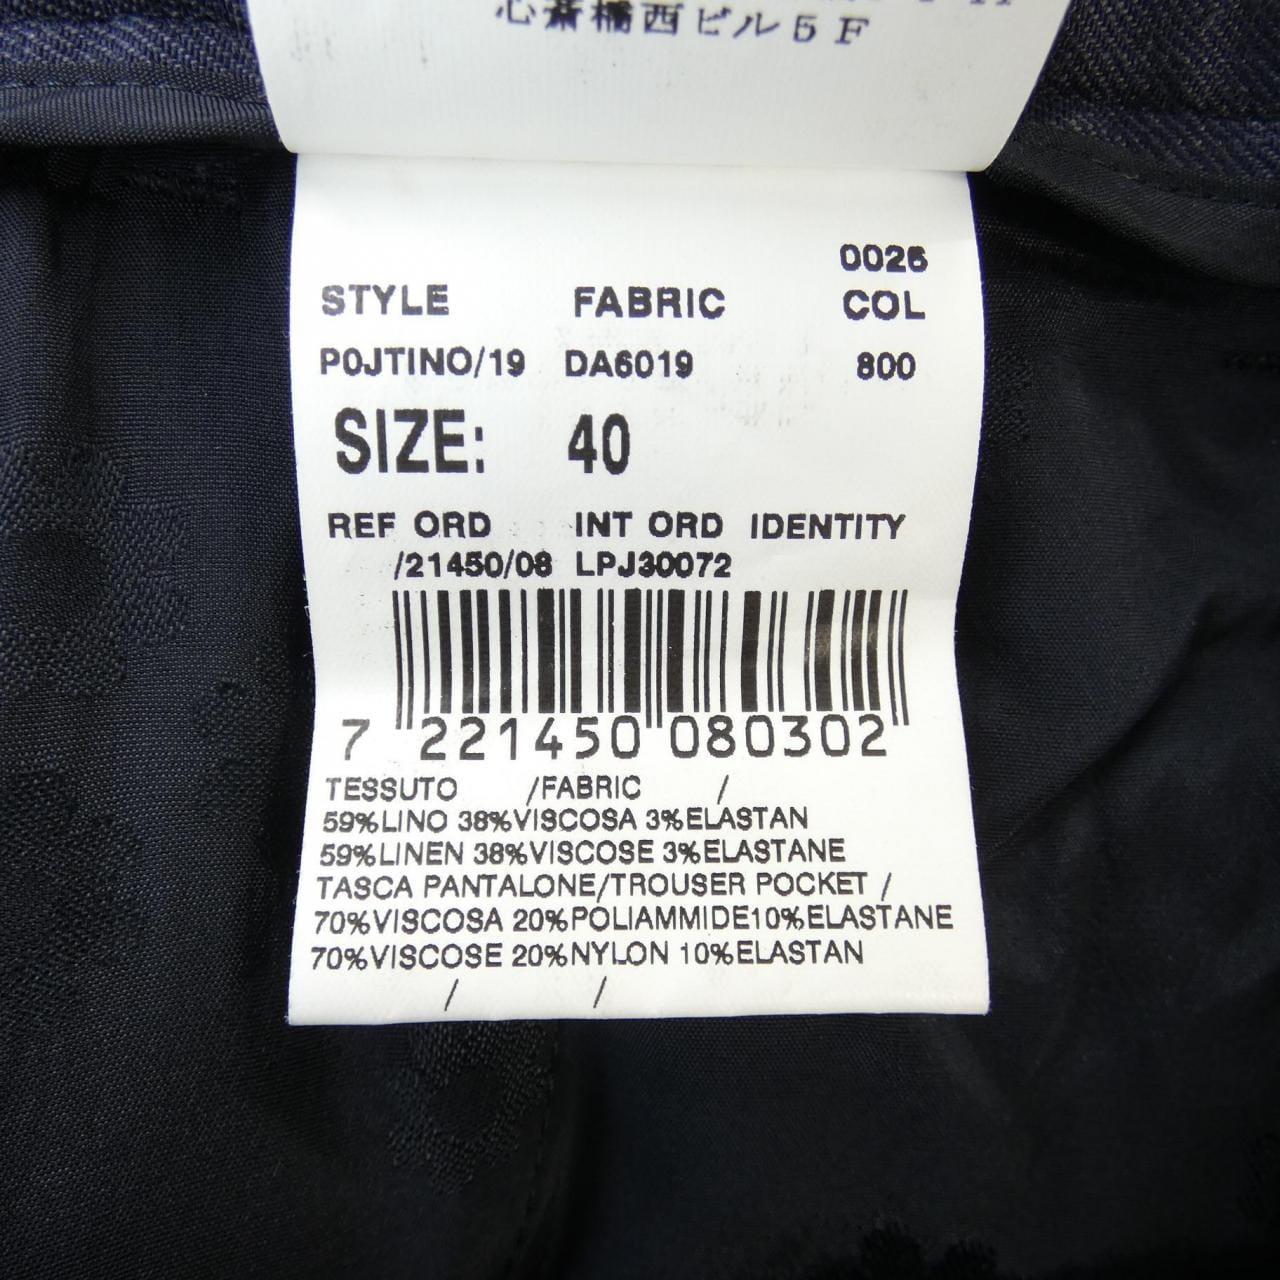 心斎橋西ビル5F
0026
STYLE FABRIC COL
P0JTINO/19 DA6019 800
SIZE: 40
REF ORD INT ORD IDENTITY
/21450/08 LPJ30072
7 221450 080302
TESSUTO /FABRIC /
59%LINO 38%VISCOSA 3%ELASTAN
59%LINEN 38%VISCOSE 3%ELASTANE
TASCA PANTALONE/TROUSER POCKET /
70%VISCOSA 20%POLIAMMIDE10%ELASTANE
70%VISCOSE 20%NYLON 10%ELASTAN
/ /